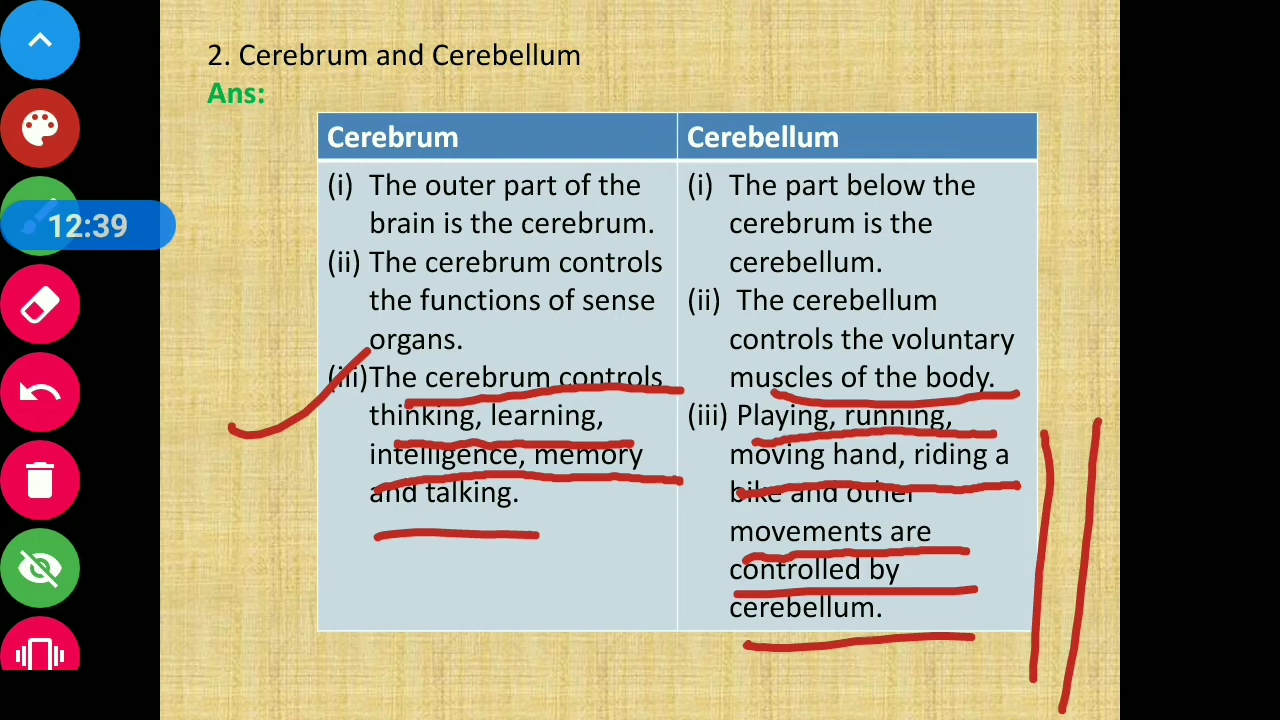 2. Cerebrum and Cerebellum
Ans:
Cerebrum
(i) The outer part of the
brain is the cerebrum.
(ii) The cerebrum controls
the functions of sense
organs.
(iii) The cerebrum controls
thinking, learning,
intelligence, memory
and talking.
Cerebellum
(i) The part below the
cerebrum is the
cerebellum.
(ii) The cerebellum
controls the voluntary
muscles of the body.
(iii) Playing, running,
moving hand, riding a
bike and other
movements are
controlled by
cerebellum.
12:39